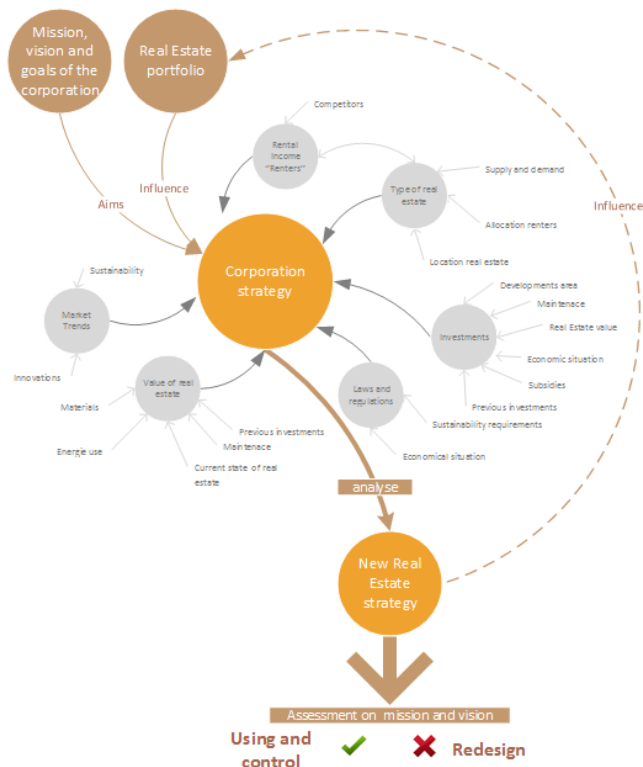 Mission,
vision and
goals of the
corporation
Real Estate
portfolio
Competitors
Rental
Income
"Renters"
Supply and demand
Type of real
estate
Influence
Influence
Aims
Allocation renters
Location real estate
Corporation
strategy
Sustainability
Developments area
Maintenace
Market
Trends
Real Estate value
Investments
Economic situation
Innovations
Subsidies
Value of real
estate
Laws and
regulations
Previous investments
Materials
Sustainability requirements
Previous investments
Maintenace
Energie use
Economical situation
Current state of real
estate
analyse
New Real
Estate
strategy
Assessment on mission and vision
Using and
control
Redesign